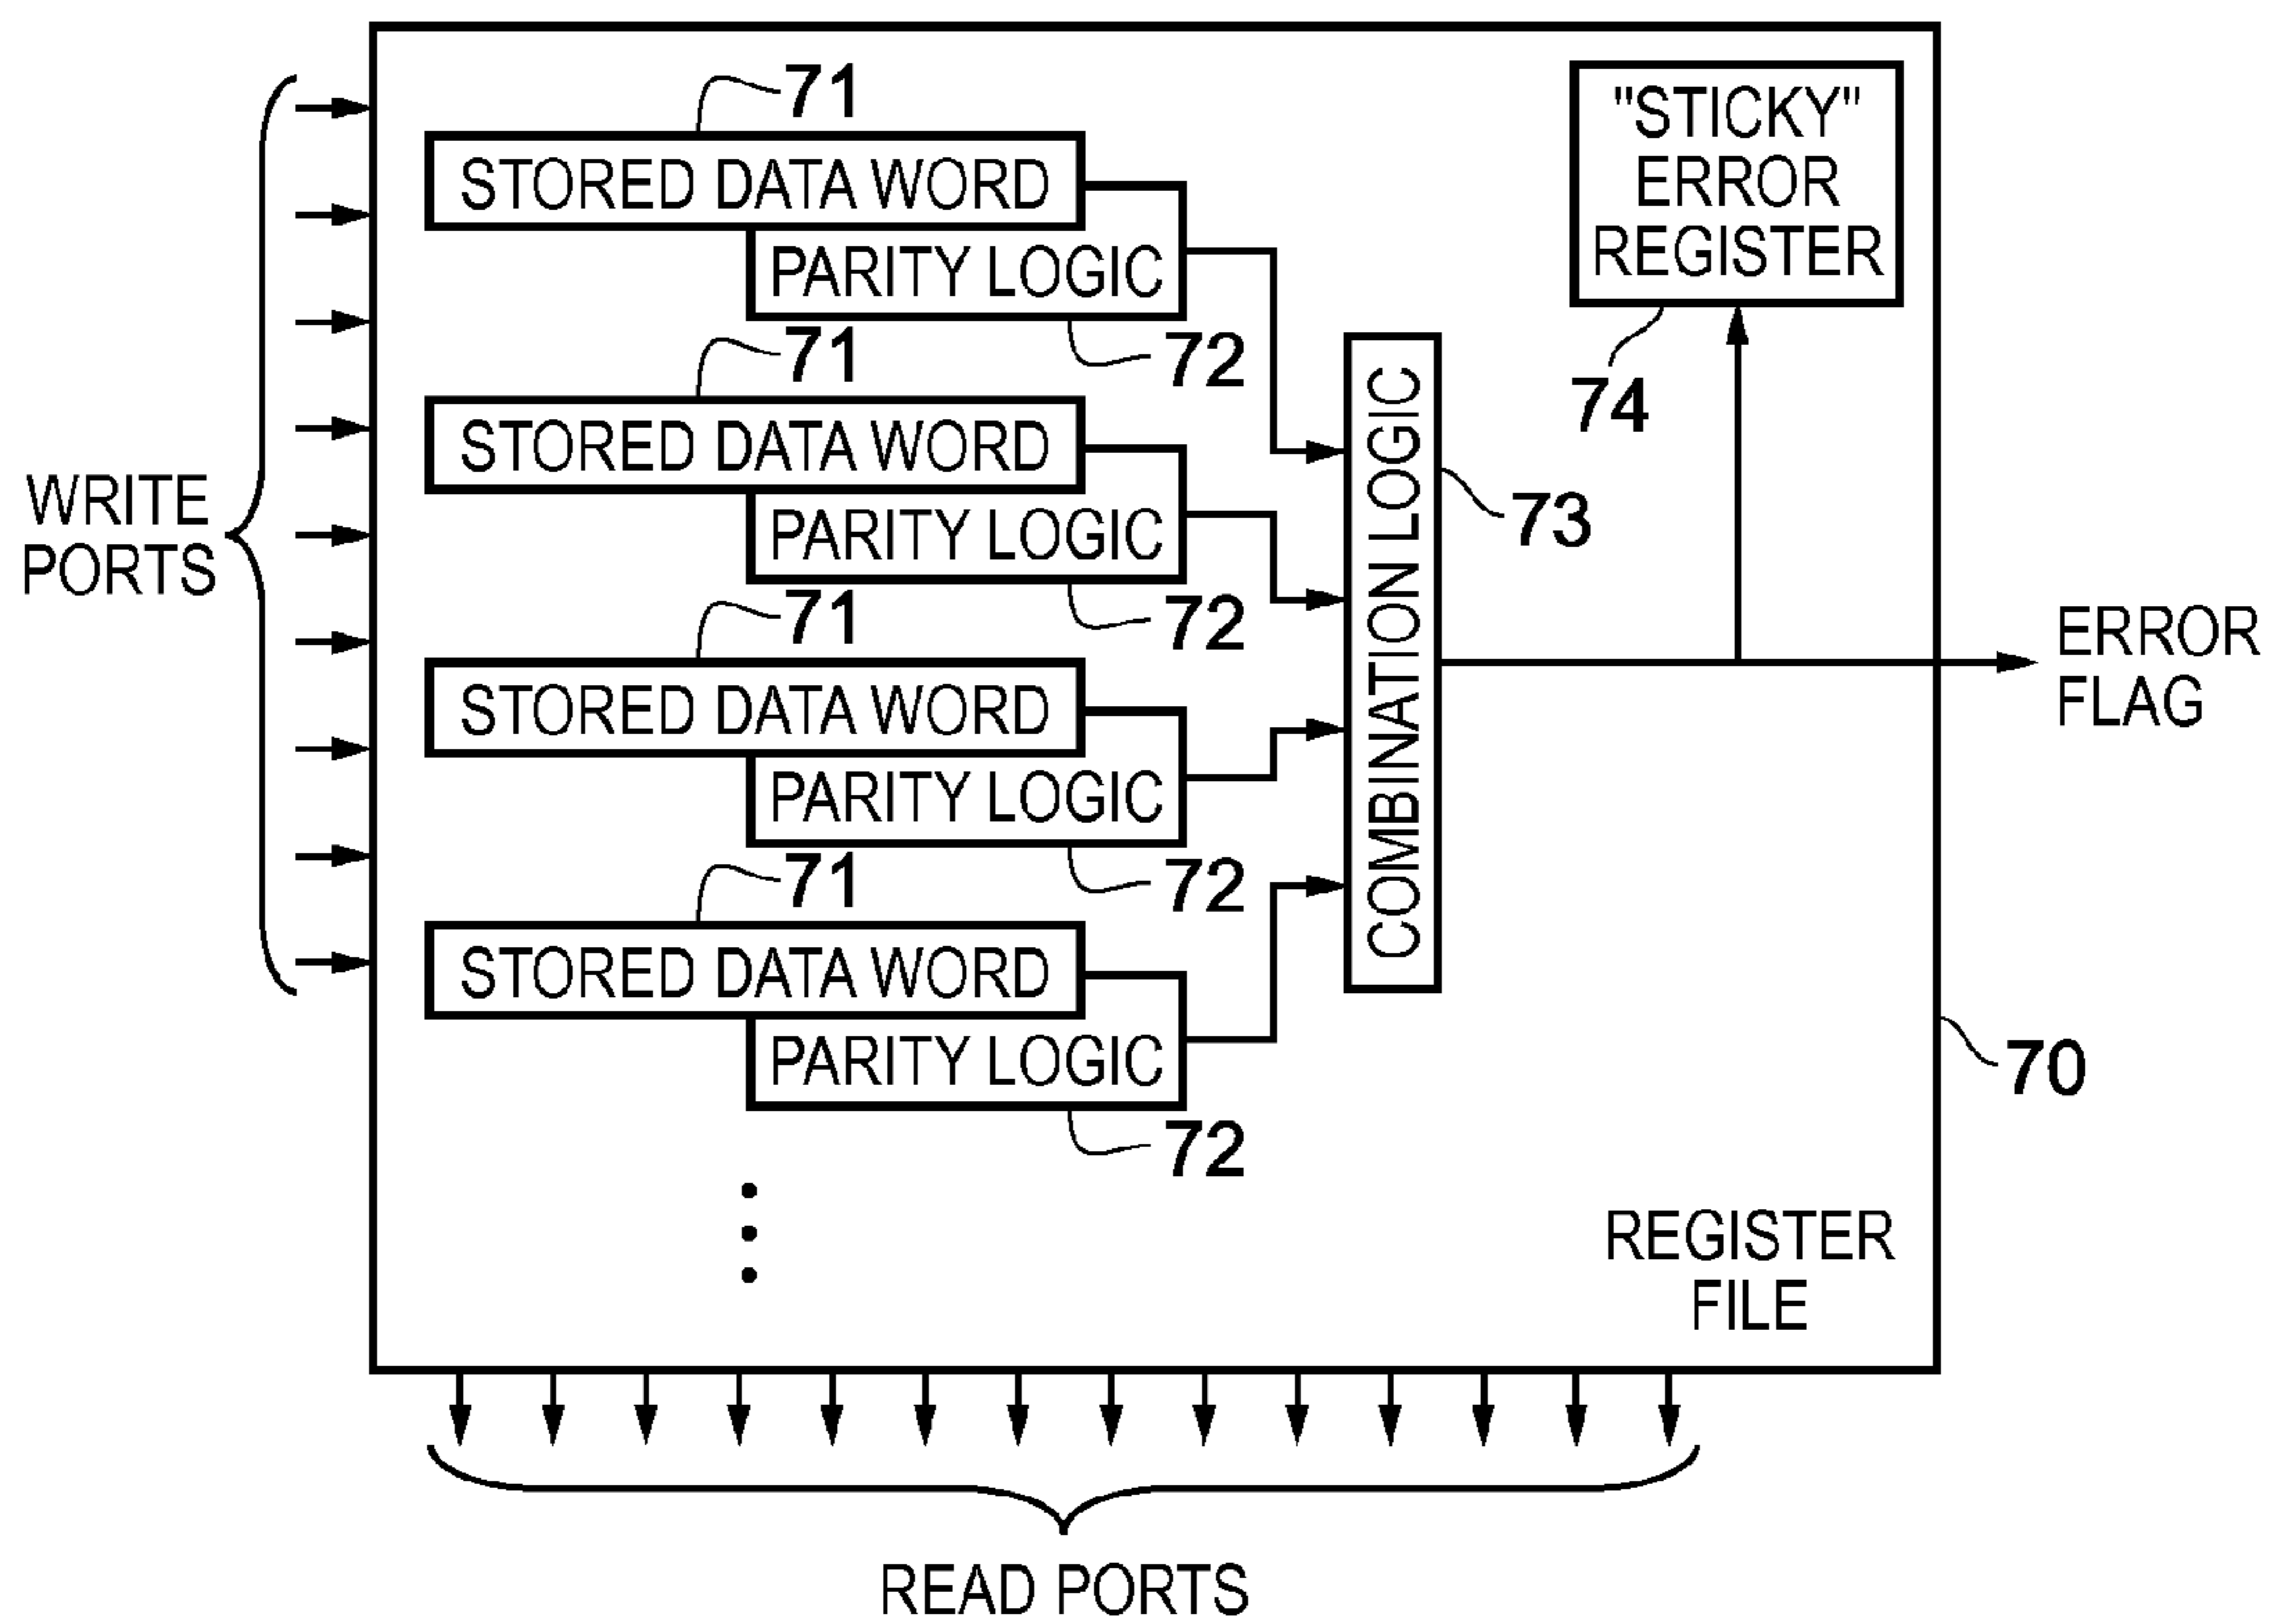 71
"STICKY"
ERROR
REGISTER
STORED DATA WORD
PARITY LOGIC
71
72
74
STORED DATA WORD
PARITY LOGIC
73
WRITE
PORTS
71
72
COMBINATION LOGIC
ERROR
FLAG
STORED DATA WORD
PARITY LOGIC
71
72
STORED DATA WORD
PARITY LOGIC
70
72
REGISTER
FILE
READ PORTS